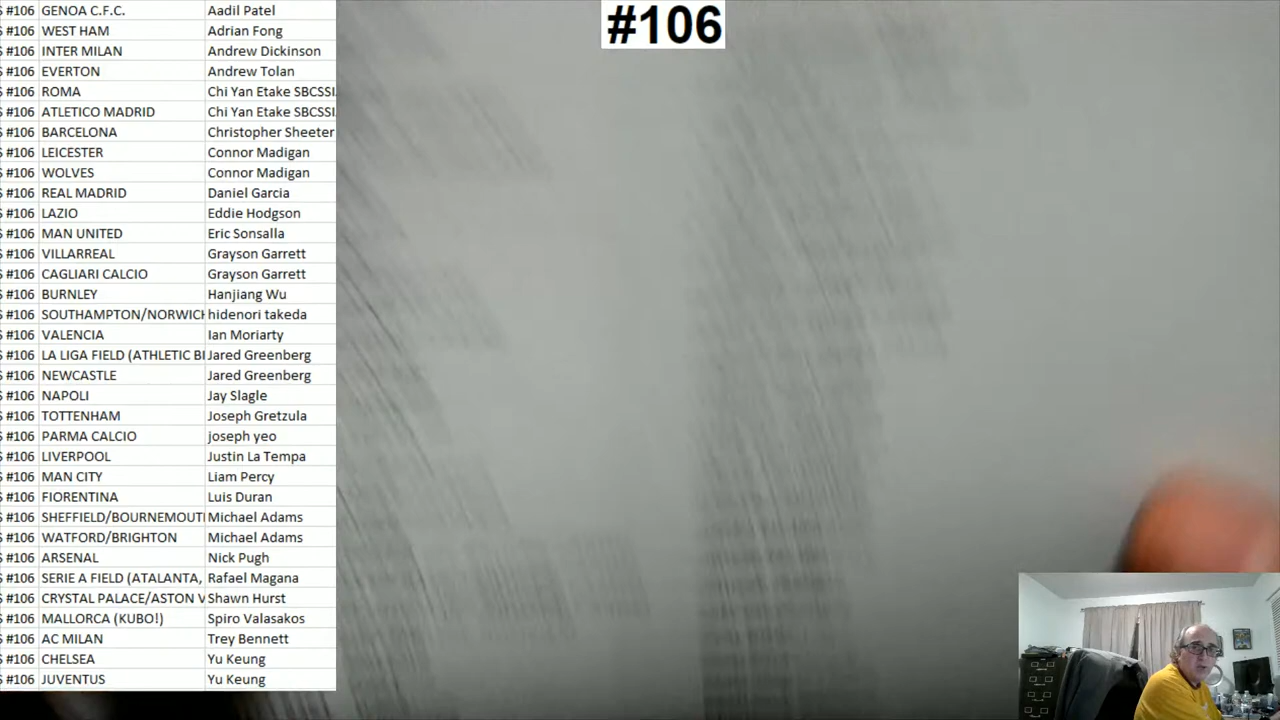 #106
$ #106 GENOA C.F.C. Aadil Patel
$ #106 WEST HAM Adrian Fong
$ #106 INTER MILAN Andrew Dickinson
$ #106 EVERTON Andrew Tolan
$ #106 ROMA Chi Yan Etake SBCSSI
$ #106 ATLETICO MADRID Chi Yan Etake SBCSSI
$ #106 BARCELONA Christopher Sheeter
$ #106 LEICESTER Connor Madigan
$ #106 WOLVES Connor Madigan
$ #106 REAL MADRID Daniel Garcia
$ #106 LAZIO Eddie Hodgson
$ #106 MAN UNITED Eric Sonsalla
$ #106 VILLARREAL Grayson Garrett
$ #106 CAGLIARI CALCIO Grayson Garrett
$ #106 BURNLEY Hanjiang Wu
$ #106 SOUTHAMPTON/NORWICH hidenori takeda
$ #106 VALENCIA Ian Moriarty
$ #106 LA LIGA FIELD (ATHLETIC BI Jared Greenberg
$ #106 NEWCASTLE Jared Greenberg
$ #106 NAPOLI Jay Slagle
$ #106 TOTTENHAM Joseph Gretzula
$ #106 PARMA CALCIO joseph yeo
$ #106 LIVERPOOL Justin La Tempa
$ #106 MAN CITY Liam Percy
$ #106 FIORENTINA Luis Duran
$ #106 SHEFFIELD/BOURNEMOUT Michael Adams
$ #106 WATFORD/BRIGHTON Michael Adams
$ #106 ARSENAL Nick Pugh
$ #106 SERIE A FIELD (ATALANTA, Rafael Magana
$ #106 CRYSTAL PALACE/ASTON V Shawn Hurst
$ #106 MALLORCA (KUBO!) Spiro Valasakos
$ #106 AC MILAN Trey Bennett
$ #106 CHELSEA Yu Keung
$ #106 JUVENTUS Yu Keung